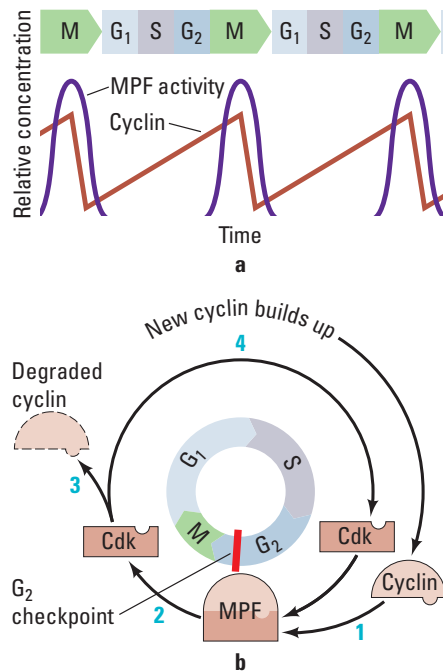 M G1 S G2 M G1 S G2 M
Relative concentration
MPF activity
Cyclin
Time
a
New cyclin builds up
4
Degraded
cyclin
3
G1
S
M
G2
Cdk
Cdk
Cyclin
G2
checkpoint
2
MPF
1
b